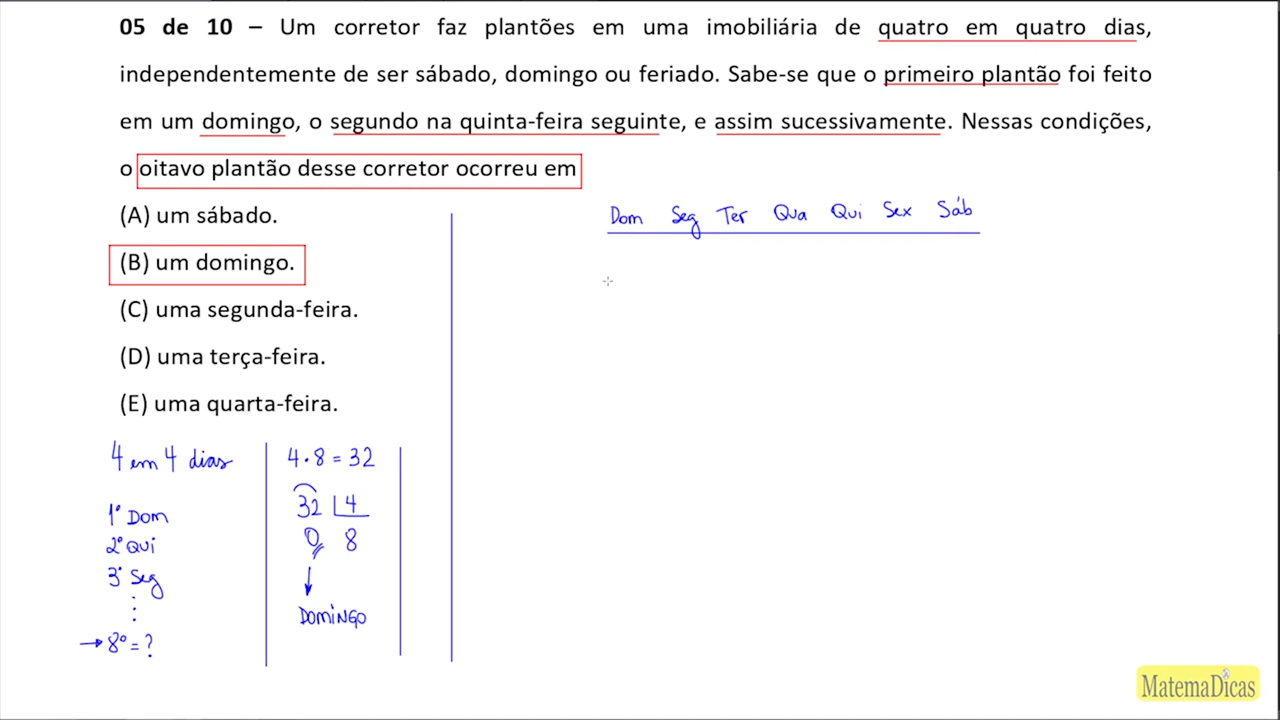 05 de 10 – Um corretor faz plantões em uma imobiliária de quatro em quatro dias,
independentemente de ser sábado, domingo ou feriado. Sabe-se que o primeiro plantão foi feito
em um domingo, o segundo na quinta-feira seguinte, e assim sucessivamente. Nessas condições,
o oitavo plantão desse corretor ocorreu em
(A) um sábado.
(B) um domingo.
(C) uma segunda-feira.
(D) uma terça-feira.
(E) uma quarta-feira.
4 em 4 dias
1º Dom
2º Qui
3º Seg
⋮
→ 8º = ?
4 • 8 = 32
32 4
0 8
↓
DOMINGO
Dom Seg Ter Qua Qui Sex Sáb
MatemaDicas